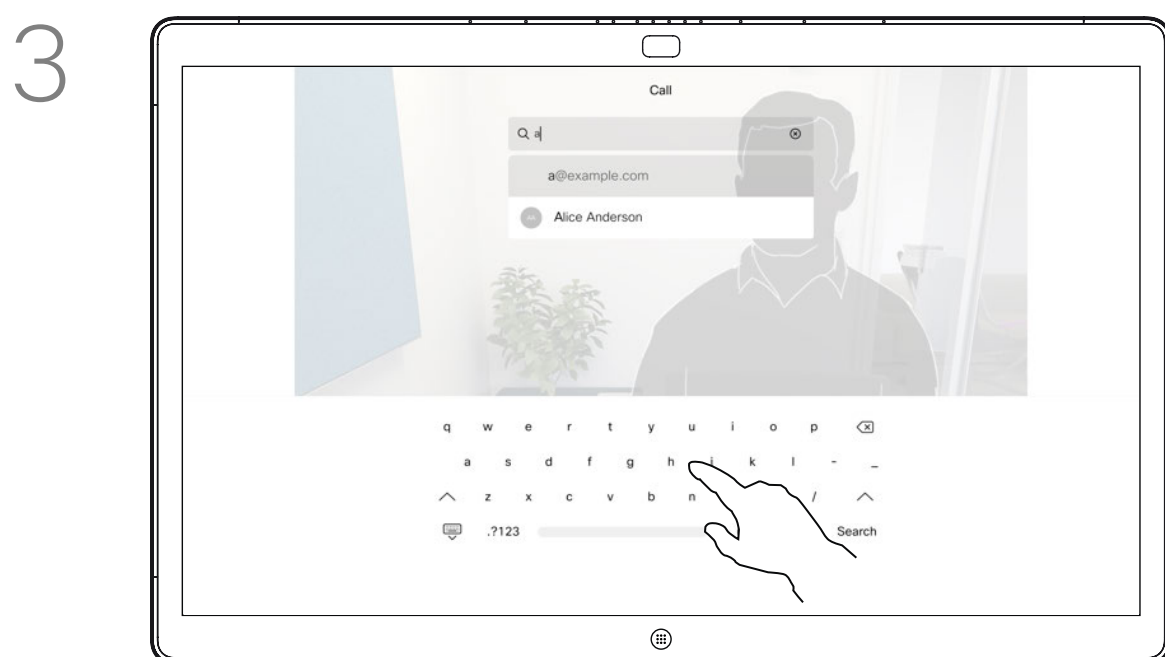 3
Call
a
a@example.com
Alice Anderson
q w e r t y u i o p
a s d f g h j k l - _
z x c v b n /
.?123 Search